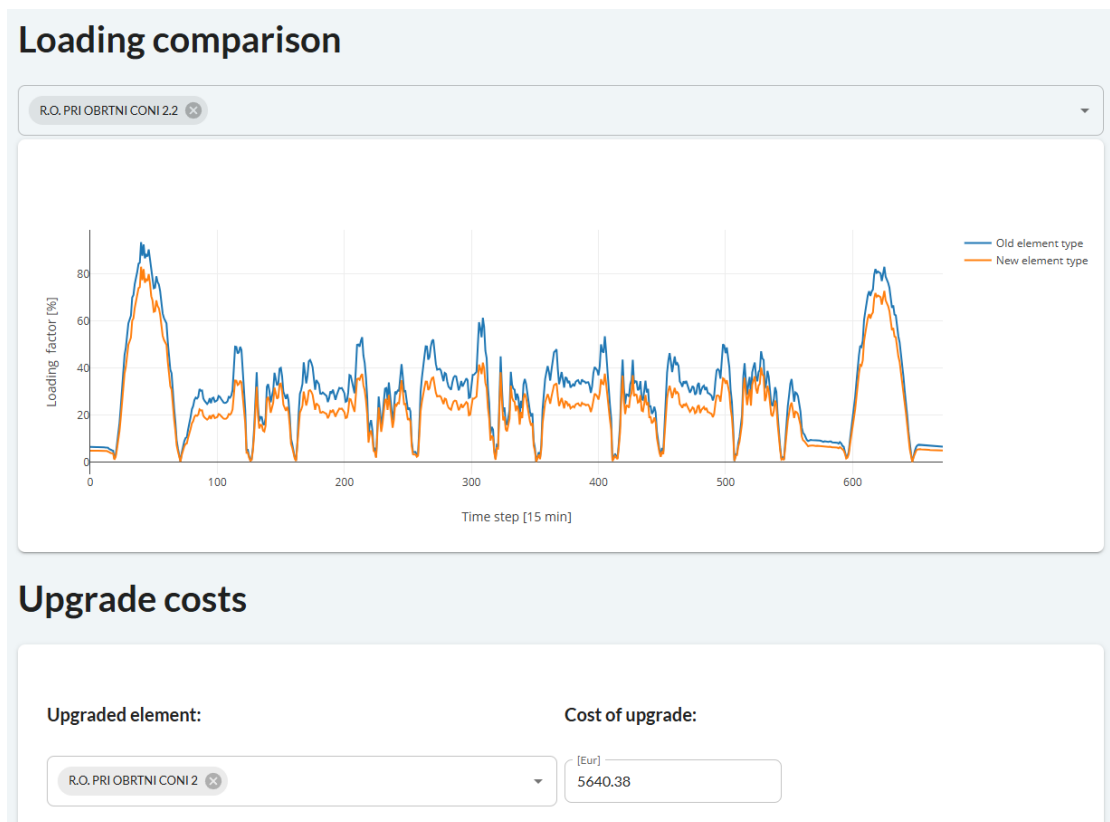 Loading comparison
R.O. PRI OBRTNI CONI 2.2
Old element type
New element type
Loading factor [%]
80
60
40
20
0
0 100 200 300 400 500 600
Time step [15 min]
Upgrade costs
Upgraded element: Cost of upgrade:
[Eur]
R.O. PRI OBRTNI CONI 2 5640.38